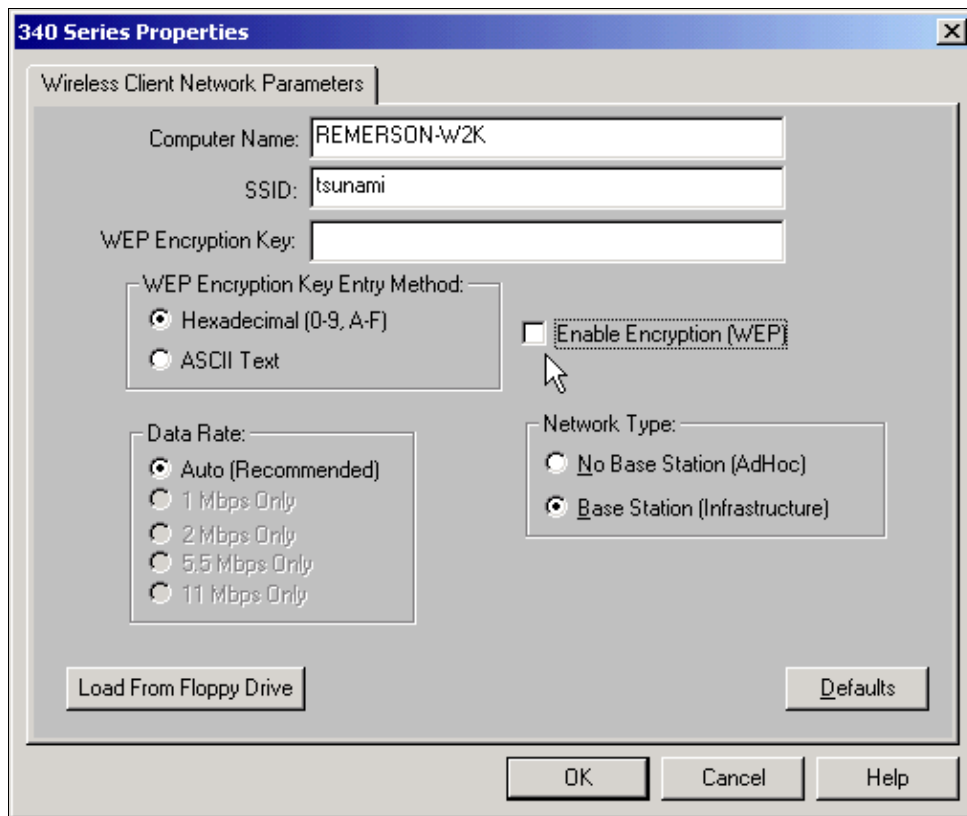 340 Series Properties
Wireless Client Network Parameters
Computer Name: REMERSON-W2K
SSID: tsunami
WEP Encryption Key:
WEP Encryption Key Entry Method:
Hexadecimal (0-9, A-F)
ASCII Text
Enable Encryption (WEP)
Data Rate:
Auto (Recommended)
1 Mbps Only
2 Mbps Only
5.5 Mbps Only
11 Mbps Only
Network Type:
No Base Station (AdHoc)
Base Station (Infrastructure)
Load From Floppy Drive
Defaults
OK Cancel Help